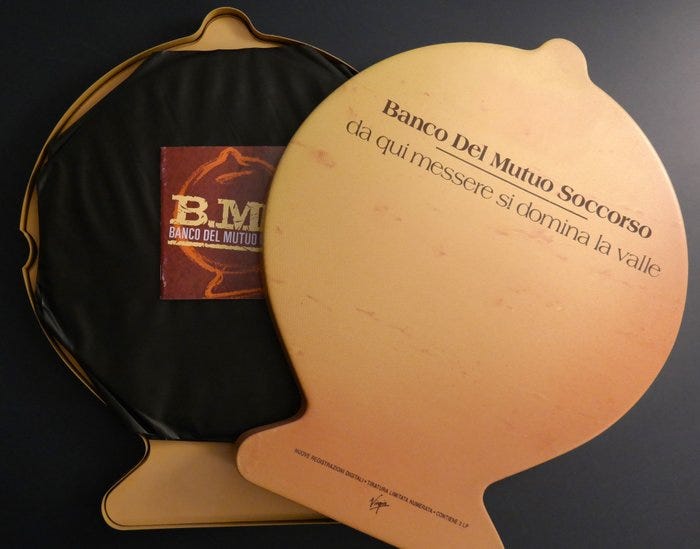 B.M
BANCO DEL MUTUO
Banco Del Mutuo Soccorso
da qui messere si domina la valle
NUOVE REGISTRAZIONI DIGITALI • TIRATURA LIMITATA NUMERATA • CONTIENE 2 LP
Virgin